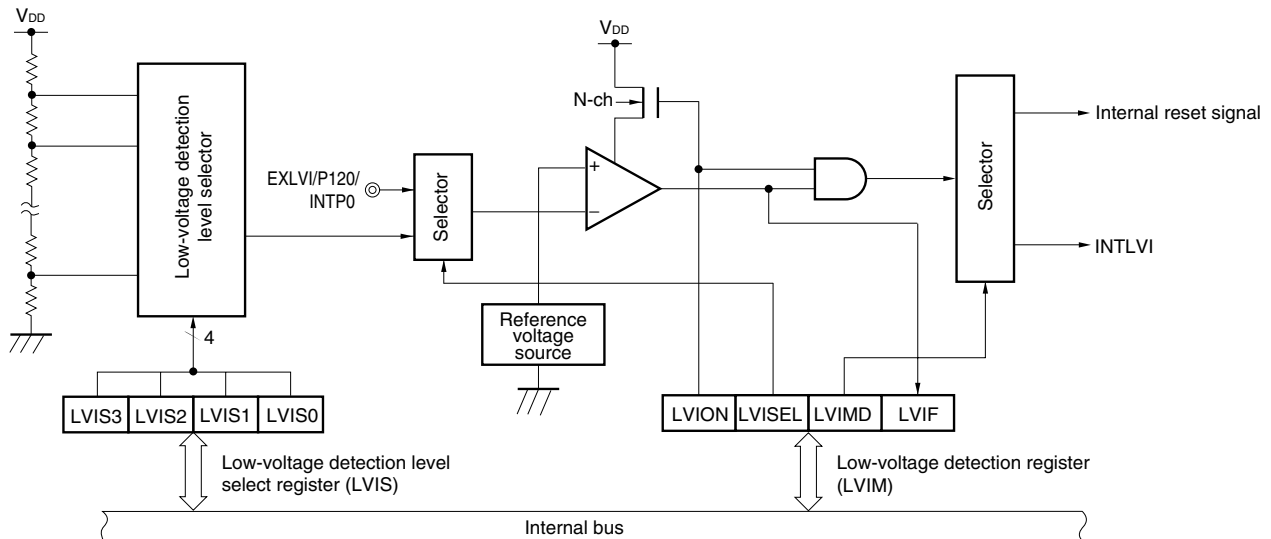 VDD
Low-voltage detection
level selector
4
LVIS3 LVIS2 LVIS1 LVIS0
Low-voltage detection level
select register (LVIS)
EXLVI/P120/
INTP0
Selector
VDD
N-ch
+
−
Reference
voltage
source
Selector
Internal reset signal
INTLVI
LVION LVISEL LVIMD LVIF
Low-voltage detection register
(LVIM)
Internal bus